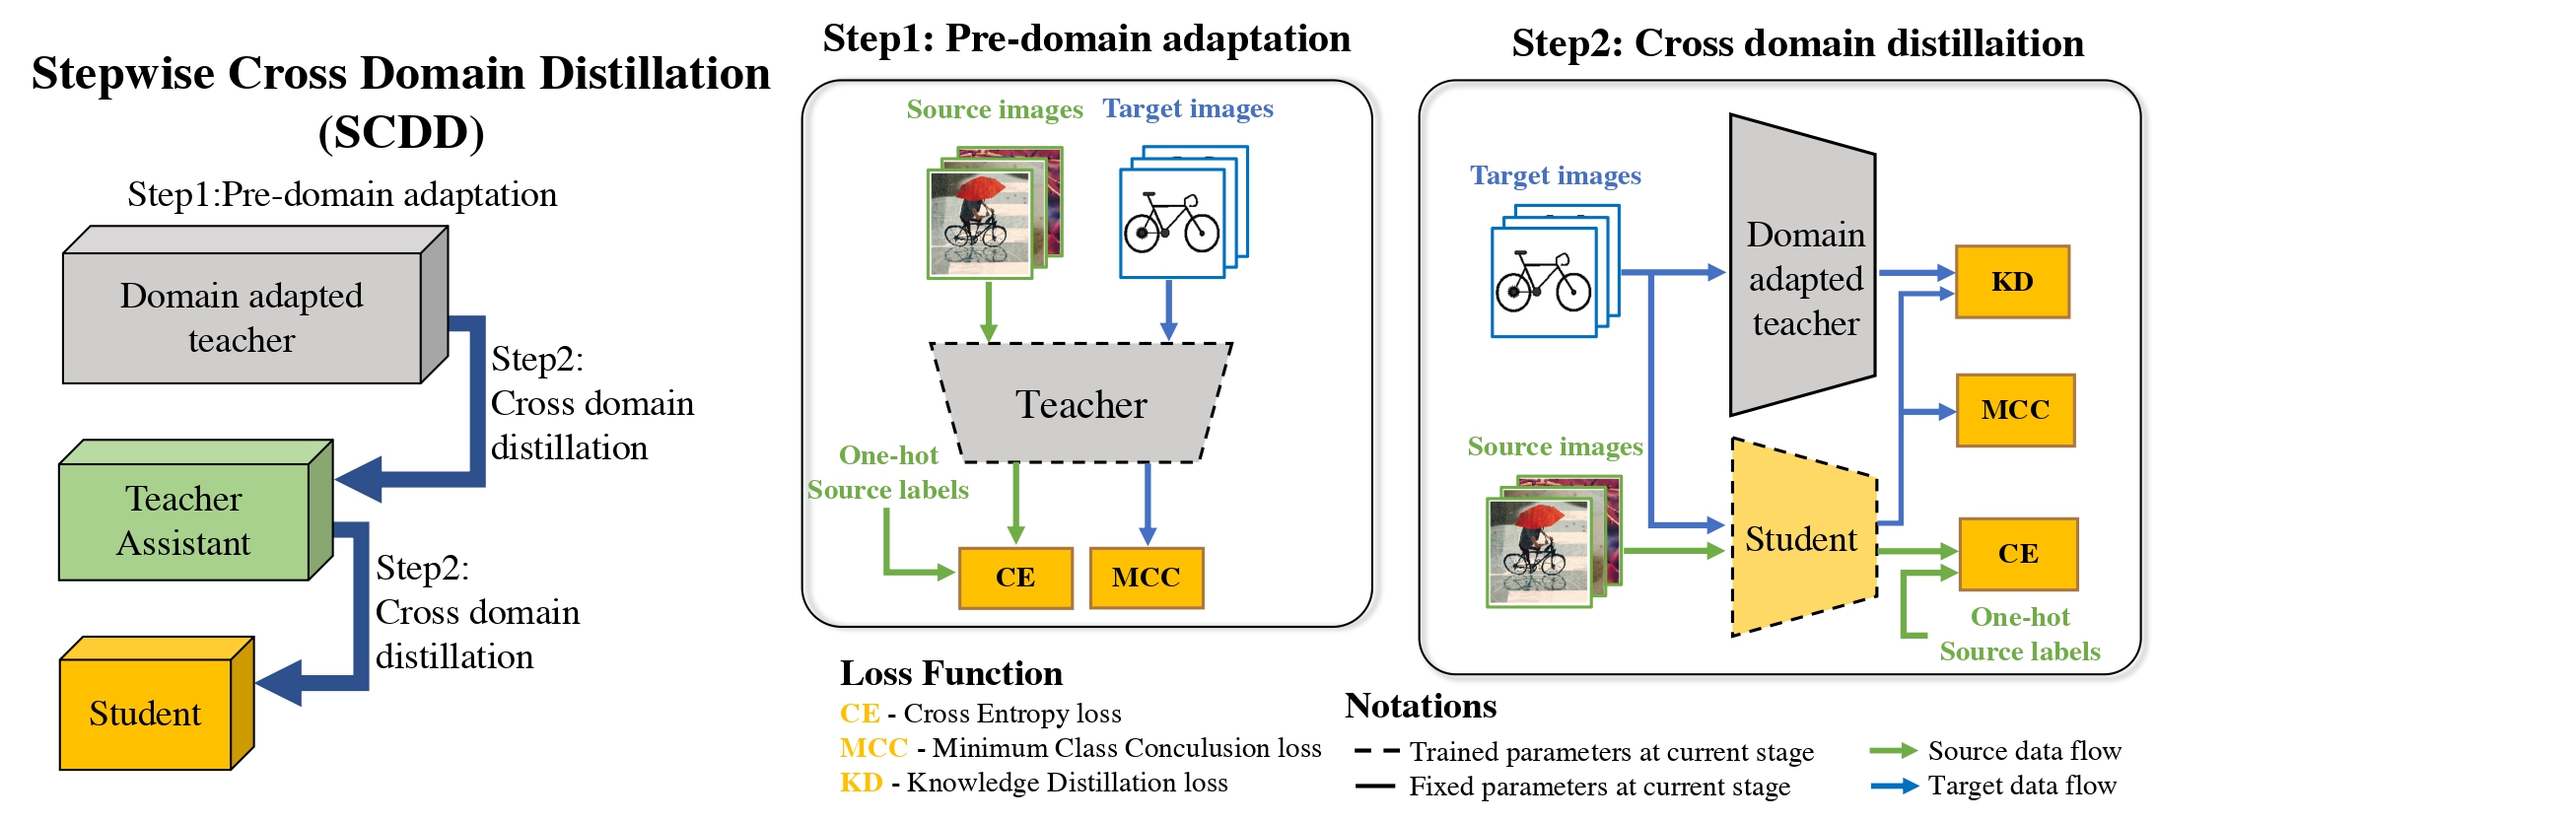 Stepwise Cross Domain Distillation
(SCDD)
Step1:Pre-domain adaptation
Domain adapted
teacher
Step2:
Cross domain
distillation
Teacher
Assistant
Step2:
Cross domain
distillation
Student
Step1: Pre-domain adaptation
Source images
Target images
Teacher
One-hot
Source labels
CE
MCC
Loss Function
CE - Cross Entropy loss
MCC - Minimum Class Conculusion loss
KD - Knowledge Distillation loss
Step2: Cross domain distillaition
Target images
Domain
adapted
teacher
KD
MCC
Source images
Student
CE
One-hot
Source labels
Notations
Trained parameters at current stage
Fixed parameters at current stage
Source data flow
Target data flow